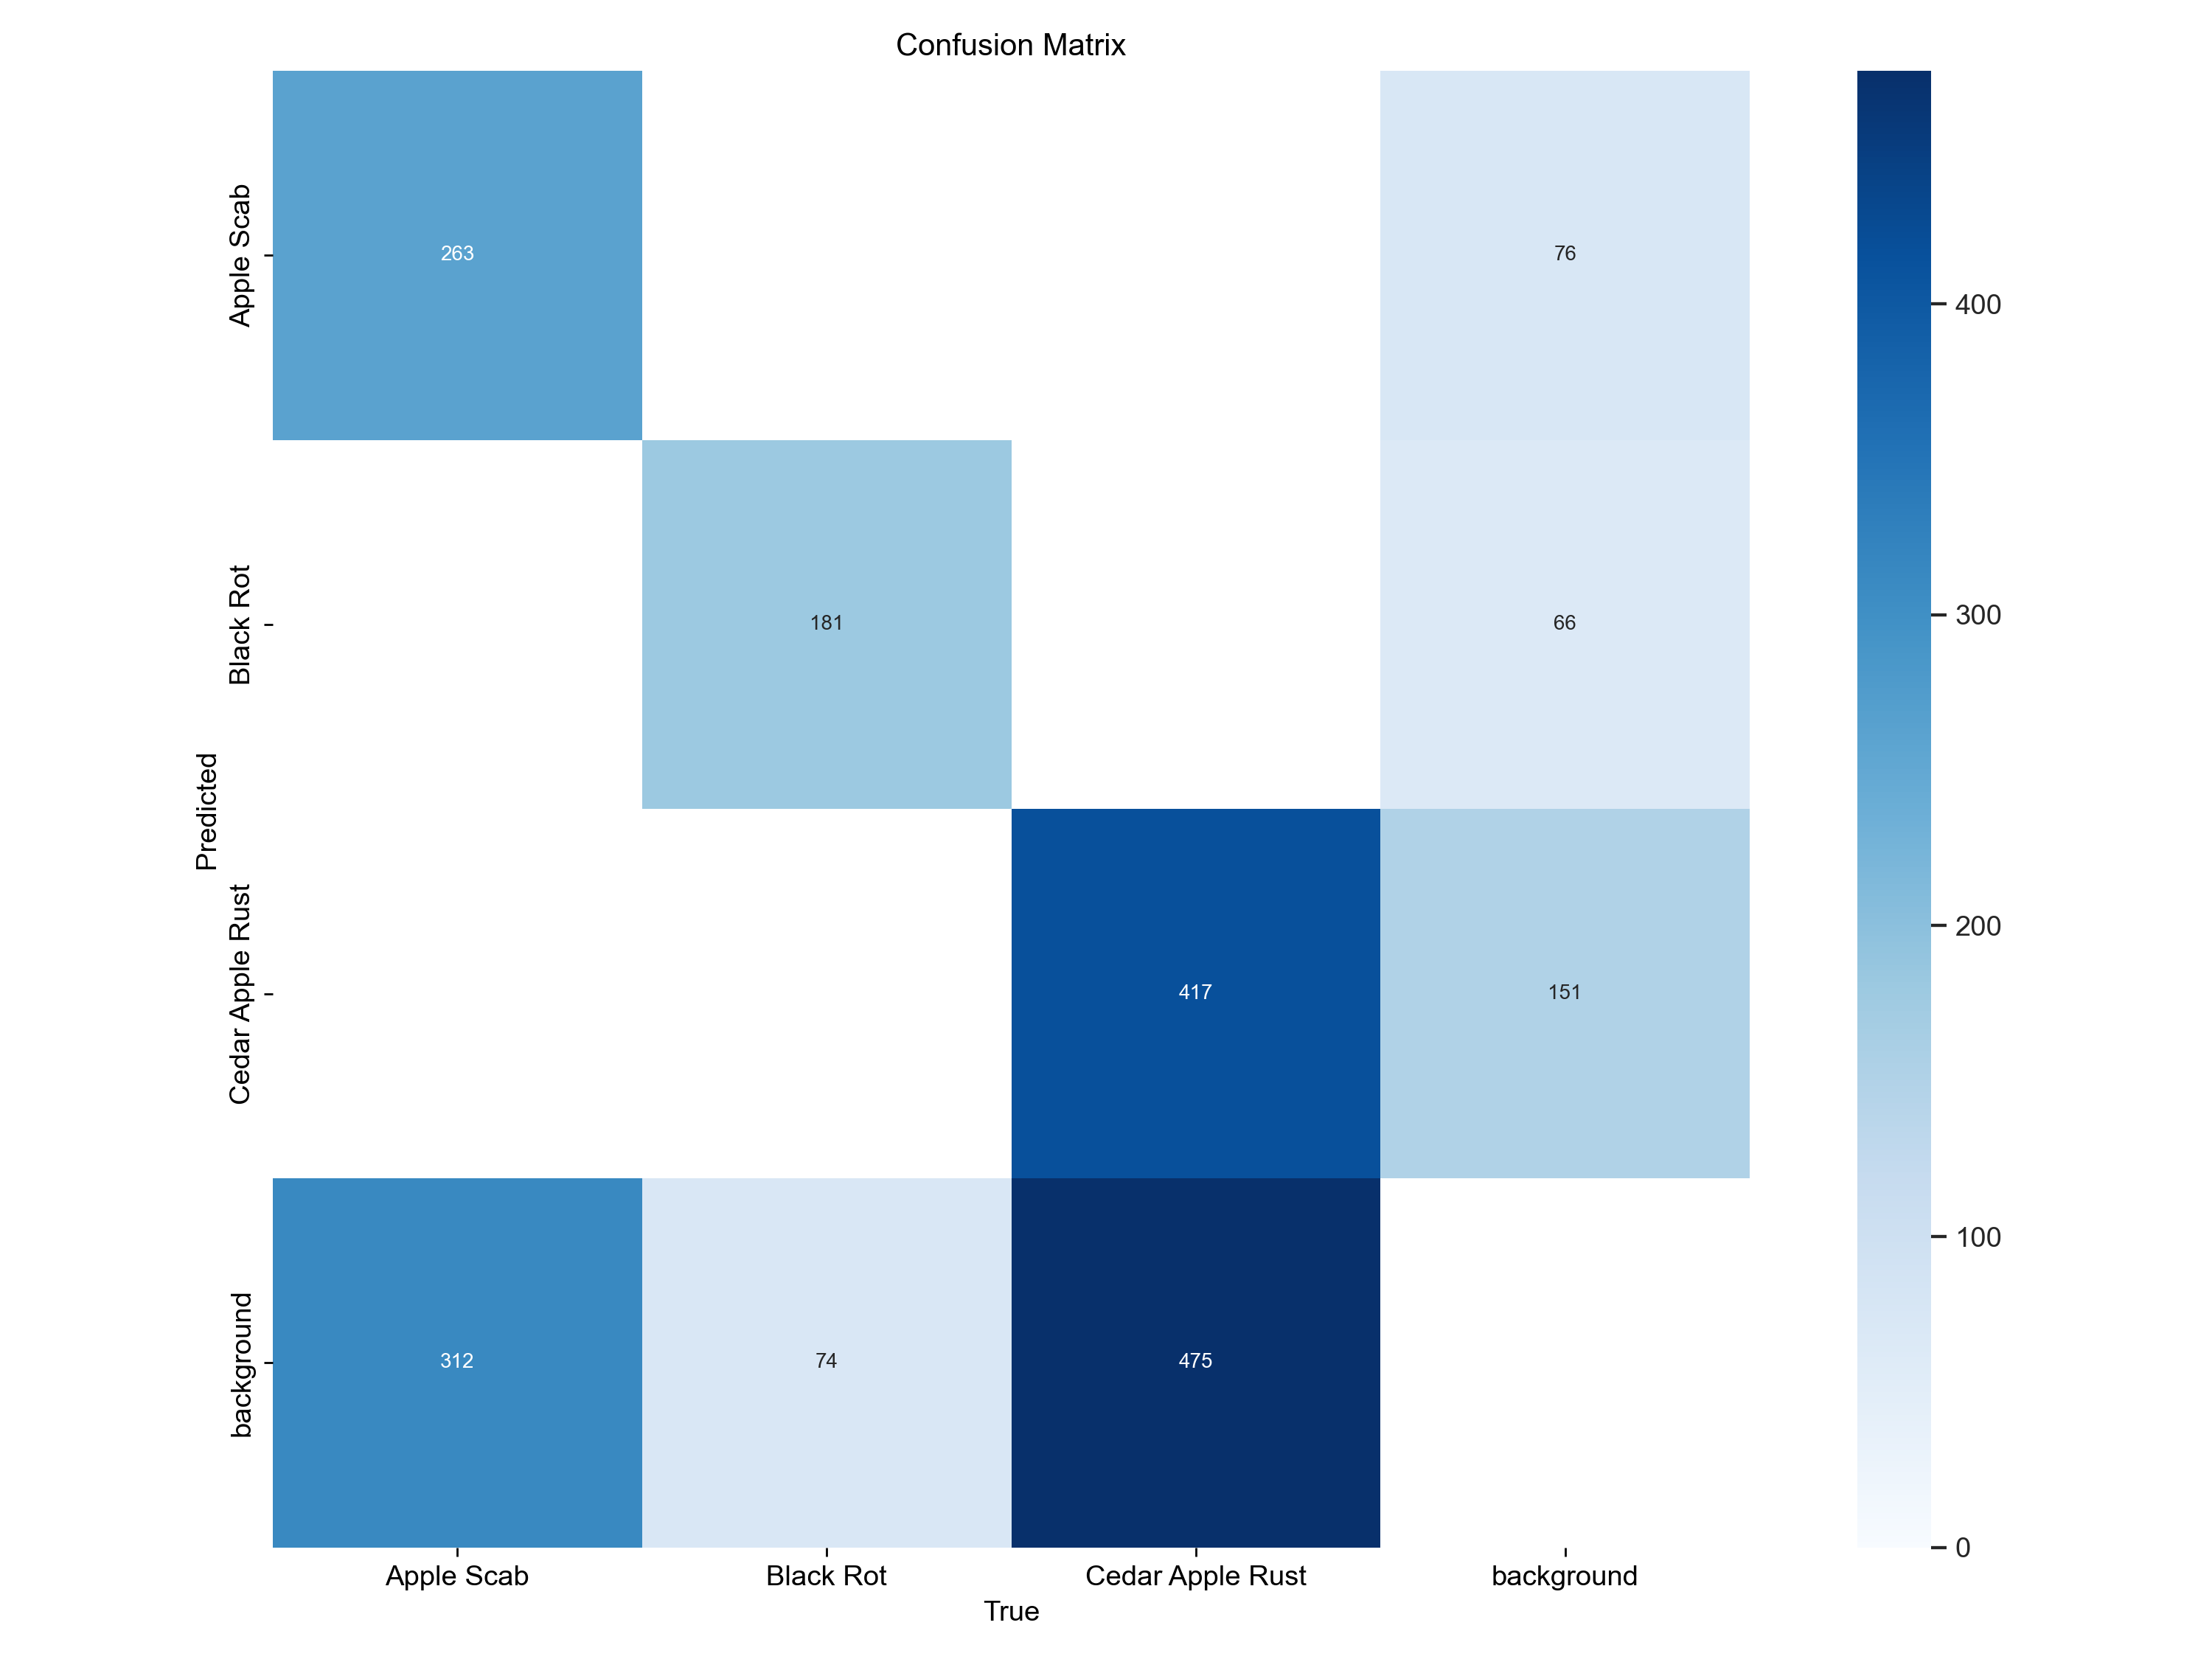 Confusion Matrix
Apple Scab
263
76
Black Rot
181
66
Predicted
Cedar Apple Rust
417
151
background
312
74
475
Apple Scab
Black Rot
Cedar Apple Rust
background
True
400
300
200
100
0